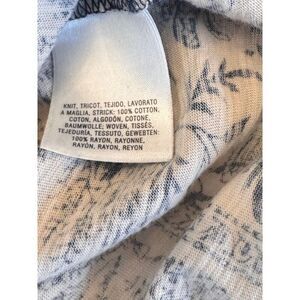 KNIT, TRICOT, TEJIDO, LAVORATO
A MAGLIA, STRICK: 100% COTTON,
COTON, ALGODÓN, COTONE,
BAUMWOLLE; WOVEN, TISSÉS,
TEJEDURÍA, TESSUTO, GEWEBTEN:
100% RAYON, RAYONNE,
RAYÓN, RAYON, REYON